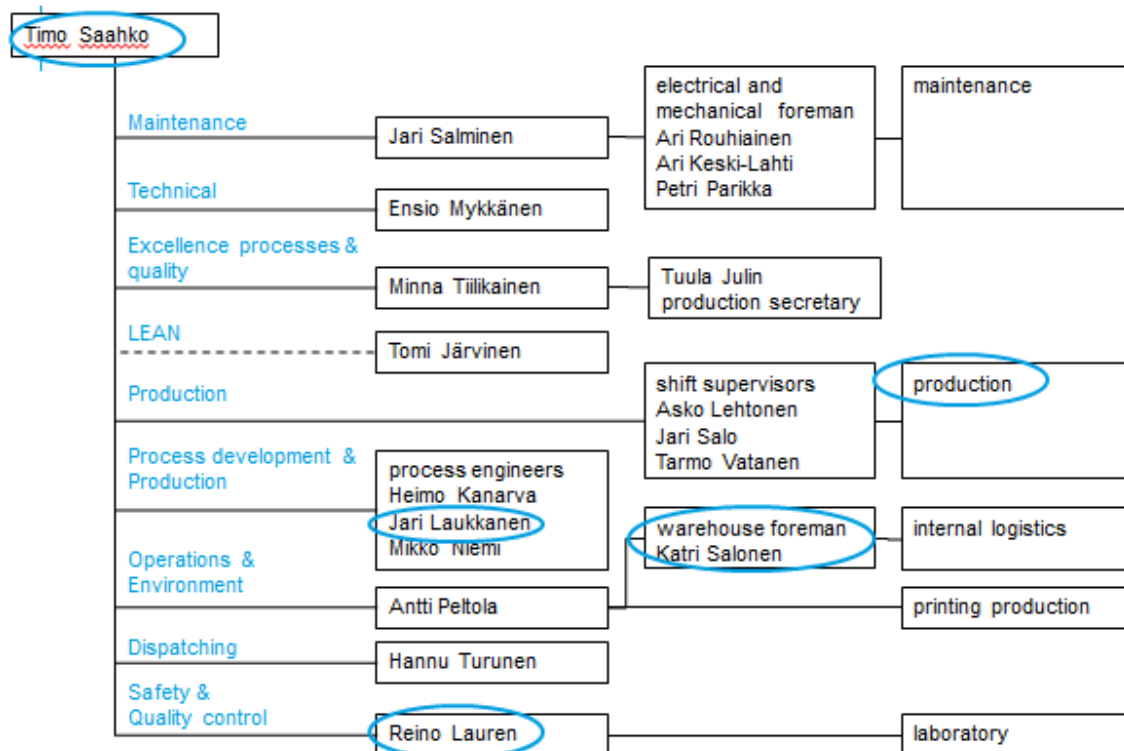 Timo Saahko
Maintenance
Jari Salminen
electrical and
mechanical foreman
Ari Rouhiainen
Ari Keski-Lahti
Petri Parikka
maintenance
Technical
Ensio Mykkänen
Excellence processes &
quality
Minna Tiilikainen
Tuula Julin
production secretary
LEAN
Tomi Järvinen
Production
shift supervisors
Asko Lehtonen
Jari Salo
Tarmo Vatanen
production
Process development &
Production
process engineers
Heimo Kanarva
Jari Laukkanen
Mikko Niemi
Operations &
Environment
Antti Peltola
warehouse foreman
Katri Salonen
internal logistics
printing production
Dispatching
Hannu Turunen
Safety &
Quality control
Reino Lauren
laboratory